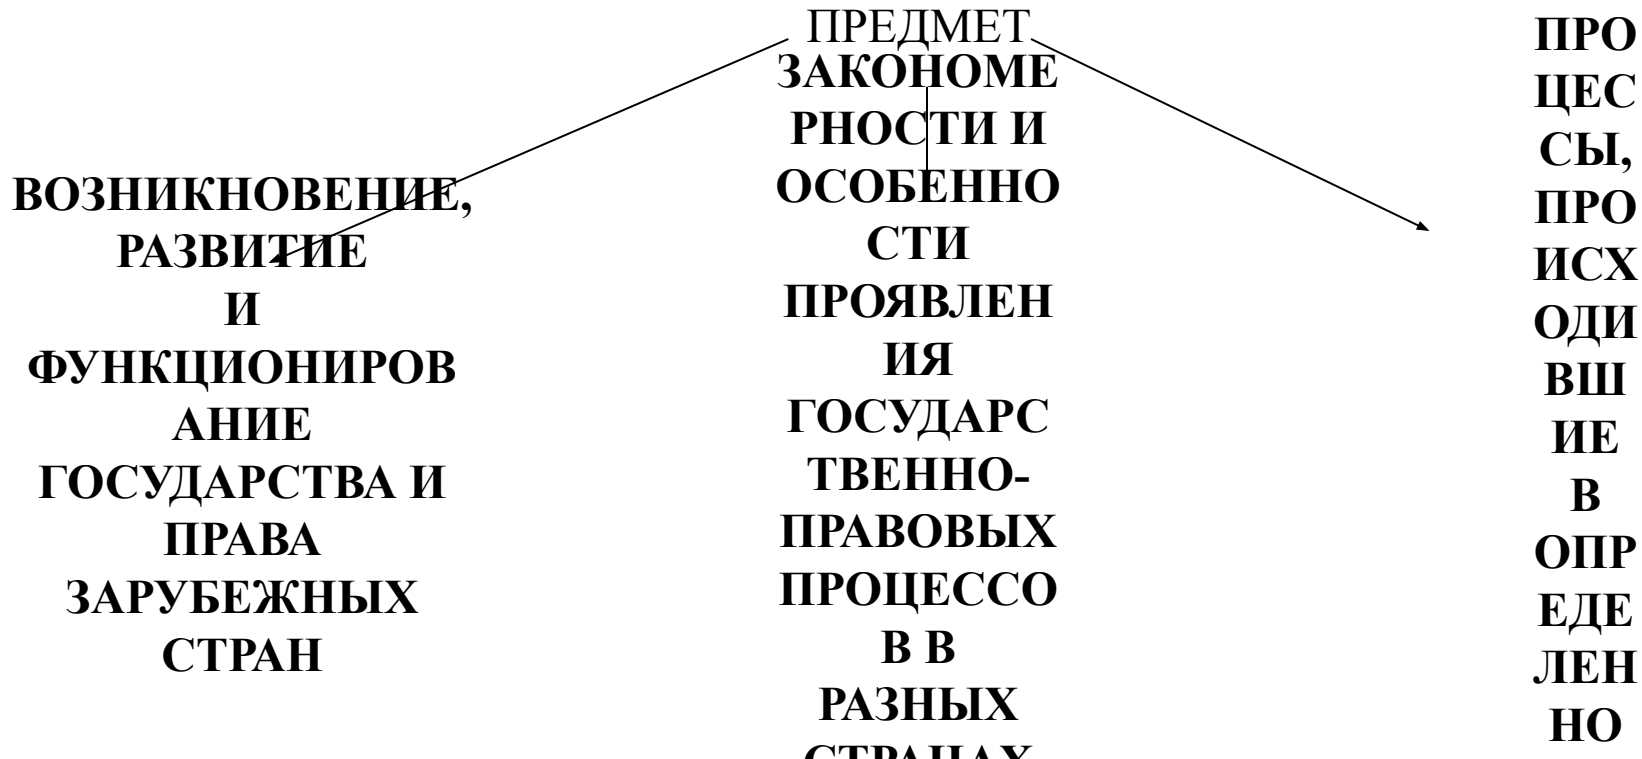 ПРЕДМЕТ
ВОЗНИКНОВЕНИЕ,
РАЗВИТИЕ
И
ФУНКЦИОНИРОВ
АНИЕ
ГОСУДАРСТВА И
ПРАВА
ЗАРУБЕЖНЫХ
СТРАН
ЗАКОНОМЕ
РНОСТИ И
ОСОБЕННО
СТИ
ПРОЯВЛЕН
ИЯ
ГОСУДАРС
ТВЕННО-
ПРАВОВЫХ
ПРОЦЕССО
В В
РАЗНЫХ
СТРАНАХ
ПРО
ЦЕС
СЫ,
ПРО
ИСХ
ОДИ
ВШ
ИЕ
В
ОПР
ЕДЕ
ЛЕН
НО